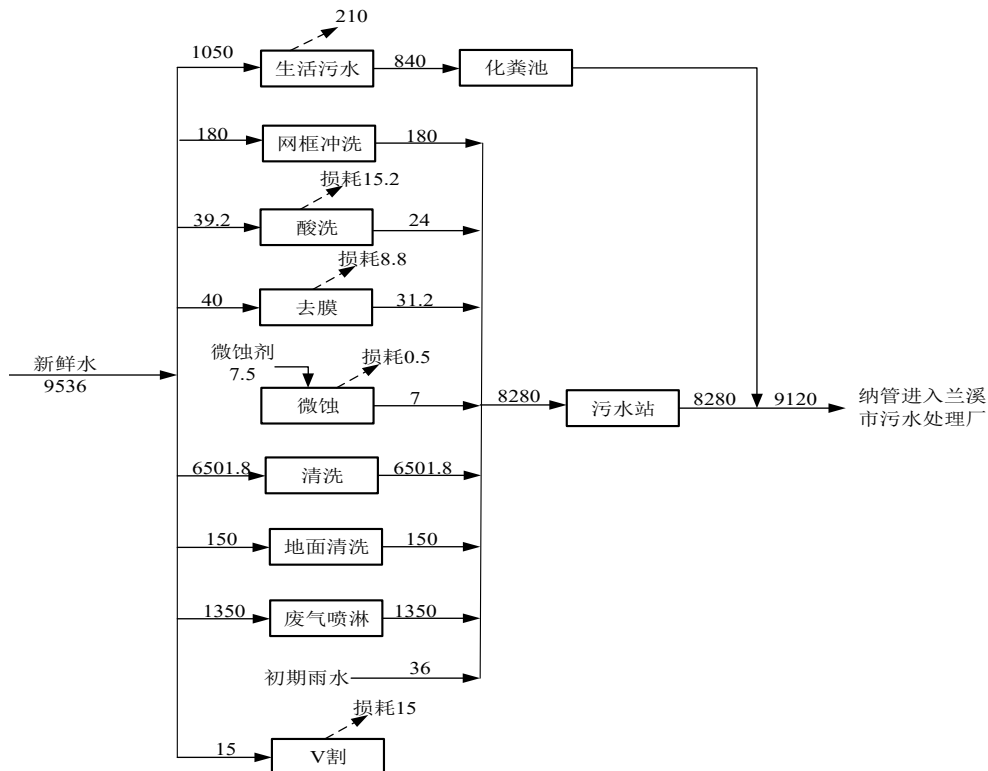 210
1050
生活污水
840
化粪池
180
网框冲洗
180
损耗15.2
39.2
酸洗
24
损耗8.8
40
去膜
31.2
新鲜水
9536
微蚀剂
7.5
损耗0.5
微蚀
7
8280
污水站
8280
9120
纳管进入兰溪
市污水处理厂
6501.8
清洗
6501.8
150
地面清洗
150
1350
废气喷淋
1350
初期雨水
36
损耗15
15
V割